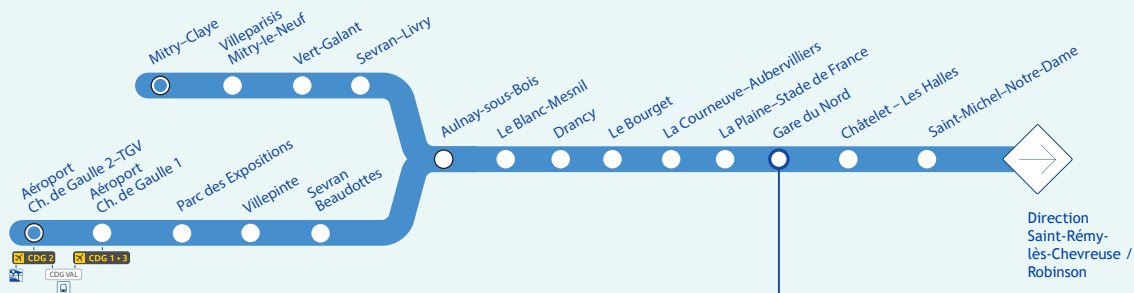 Mitry–Claye
Villeparisis
Mitry-le-Neuf
Vert-Galant
Sevran–Livry
Aulnay-sous-Bois
Le Blanc-Mesnil
Drancy
Le Bourget
La Courneuve–Aubervilliers
La Plaine–Stade de France
Gare du Nord
Châtelet – Les Halles
Saint-Michel–Notre-Dame
Aéroport
Ch. de Gaulle 2–TGV
Aéroport
Ch. de Gaulle 1
Parc des Expositions
Villepinte
Sevran
Beaudottes
CDG 2
CDG 1 • 3
CDGVAL
Direction
Saint-Rémy-
lès-Chevreuse /
Robinson